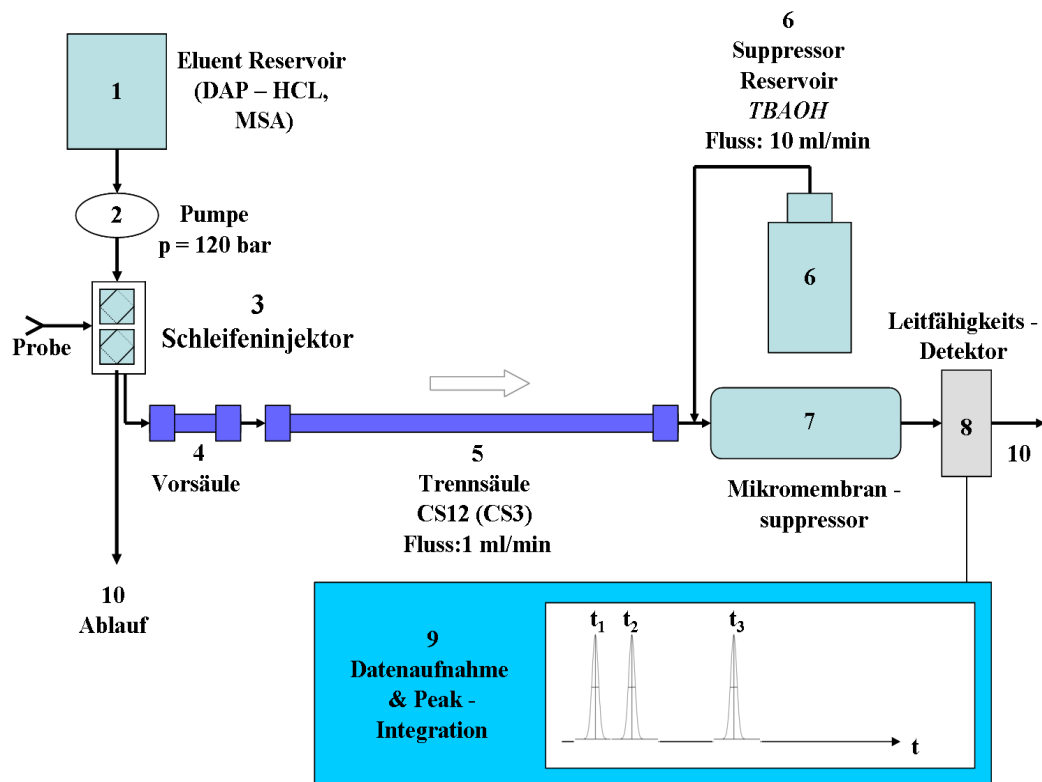 1
Eluent Reservoir
(DAP – HCL,
MSA)
2
Pumpe
p = 120 bar
3
Schleifeninjektor
Probe
4
Vorsäule
5
Trennsäule
CS12 (CS3)
Fluss:1 ml/min
6
Suppressor
Reservoir
TBAOH
Fluss: 10 ml/min
6
7
Mikromembran -
suppressor
Leitfähigkeits -
Detektor
8
10
10
Ablauf
9
Datenaufnahme
& Peak -
Integration
t1 t2 t3
t